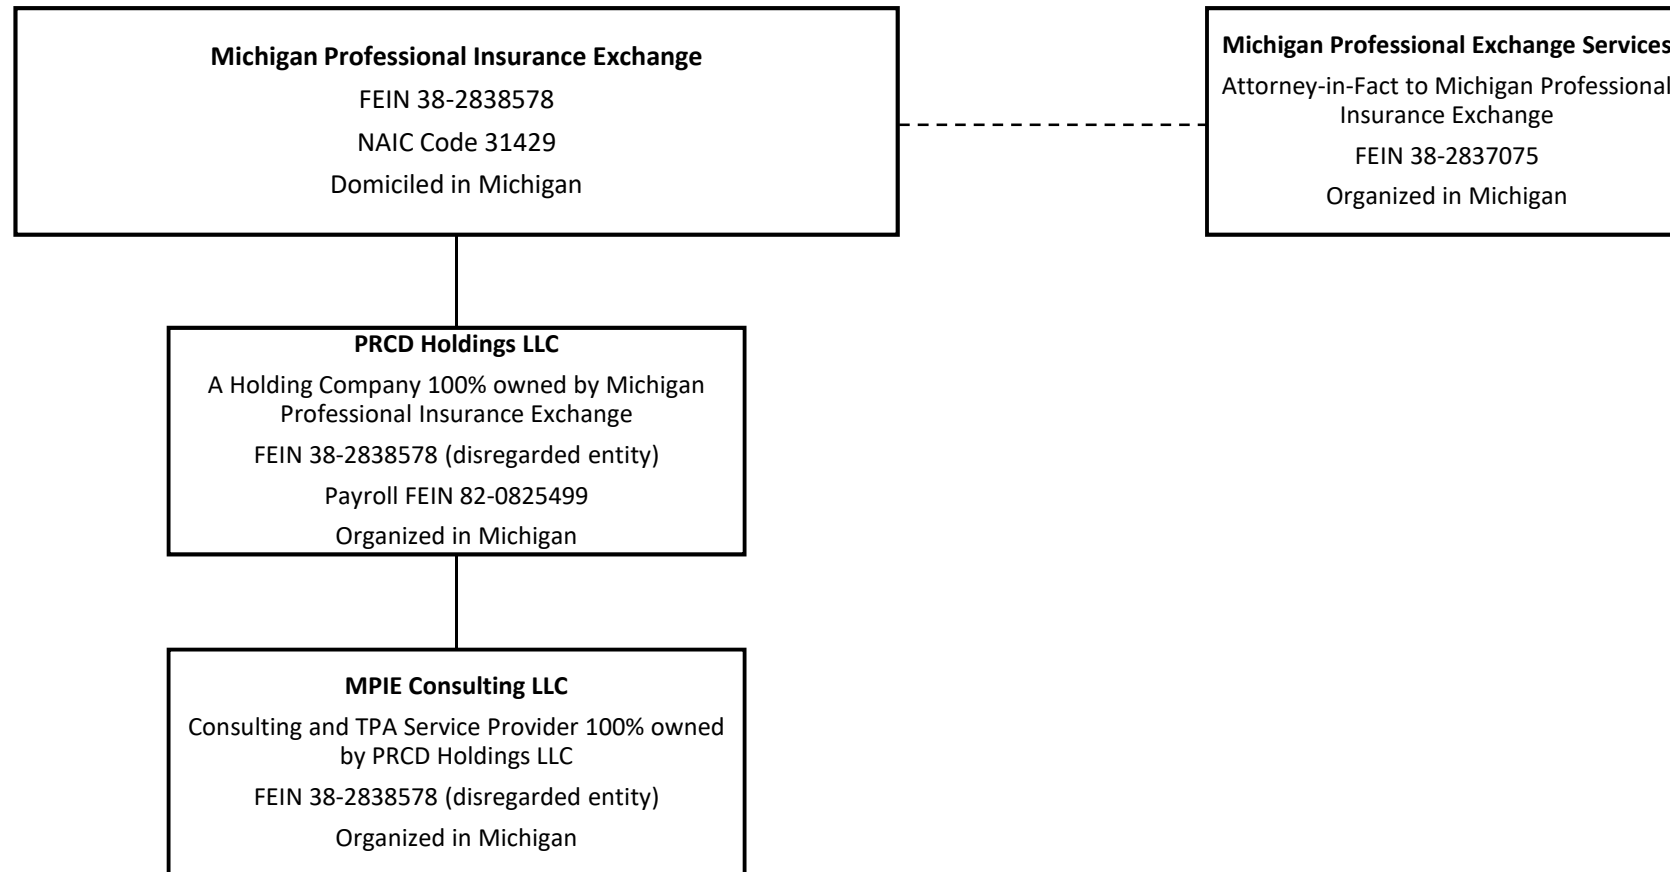 Michigan Professional Insurance Exchange
FEIN 38-2838578
NAIC Code 31429
Domiciled in Michigan
Michigan Professional Exchange Services
Attorney-in-Fact to Michigan Professional
Insurance Exchange
FEIN 38-2837075
Organized in Michigan
PRCD Holdings LLC
A Holding Company 100% owned by Michigan
Professional Insurance Exchange
FEIN 38-2838578 (disregarded entity)
Payroll FEIN 82-0825499
Organized in Michigan
MPIE Consulting LLC
Consulting and TPA Service Provider 100% owned
by PRCD Holdings LLC
FEIN 38-2838578 (disregarded entity)
Organized in Michigan